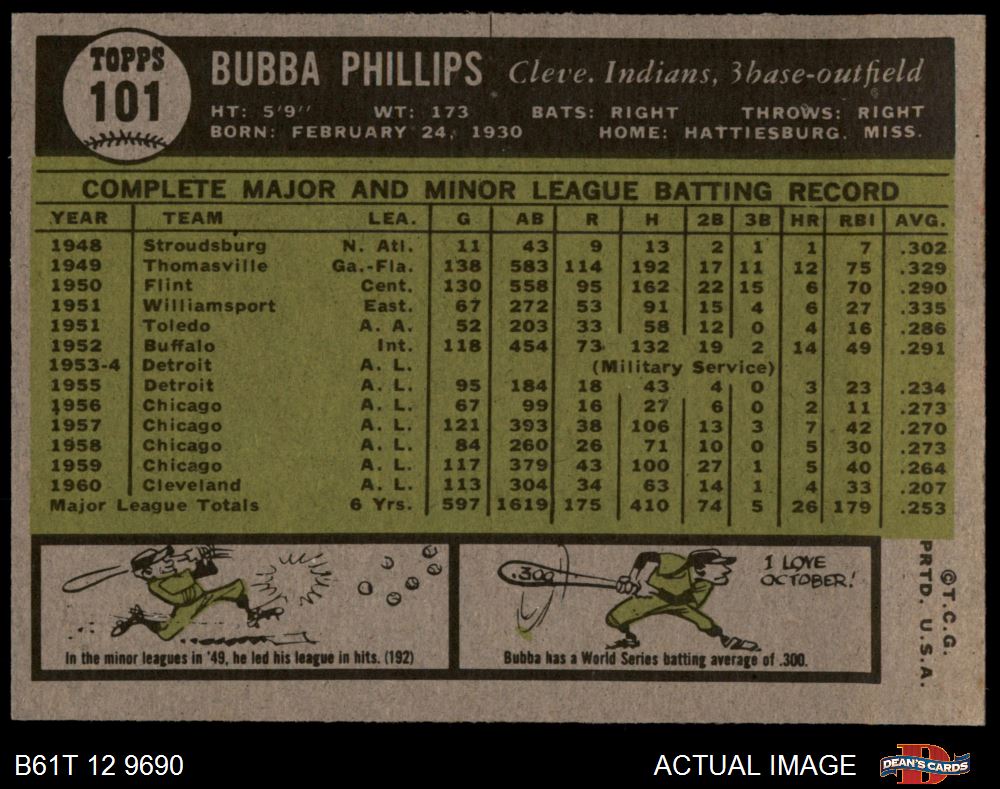 TOPPS
101
BUBBA PHILLIPS Cleve. Indians, 3base-outfield
HT: 5'9" WT: 173 BATS: RIGHT THROWS: RIGHT
BORN: FEBRUARY 24, 1930 HOME: HATTIESBURG. MISS.
COMPLETE MAJOR AND MINOR LEAGUE BATTING RECORD
YEAR TEAM LEA. G AB R H 2B 3B HR RBI AVG.
1948 Stroudsburg N. Atl. 11 43 9 13 2 1 1 7 .302
1949 Thomasville Ga.-Fla. 138 583 114 192 17 11 12 75 .329
1950 Flint Cent. 130 558 95 162 22 15 6 70 .290
1951 Williamsport East. 67 272 53 91 15 4 6 27 .335
1951 Toledo A. A. 52 203 33 58 12 0 4 16 .286
1952 Buffalo Int. 118 454 73 132 19 2 14 49 .291
1953-4 Detroit A. L. (Military Service)
1955 Detroit A. L. 95 184 18 43 4 0 3 23 .234
1956 Chicago A. L. 67 99 16 27 6 0 2 11 .273
1957 Chicago A. L. 121 393 38 106 13 3 7 42 .270
1958 Chicago A. L. 84 260 26 71 10 0 5 30 .273
1959 Chicago A. L. 117 379 43 100 27 1 5 40 .264
1960 Cleveland A. L. 113 304 34 63 14 1 4 33 .207
Major League Totals 6 Yrs. 597 1619 175 410 74 5 26 179 .253
In the minor leagues in '49, he led his league in hits. (192)
.300
I LOVE
OCTOBER!
Bubba has a World Series batting average of .300.
© T.C.G.
PRTD. U.S.A.
B61T 12 9690
ACTUAL IMAGE
D
DEAN'S CARDS